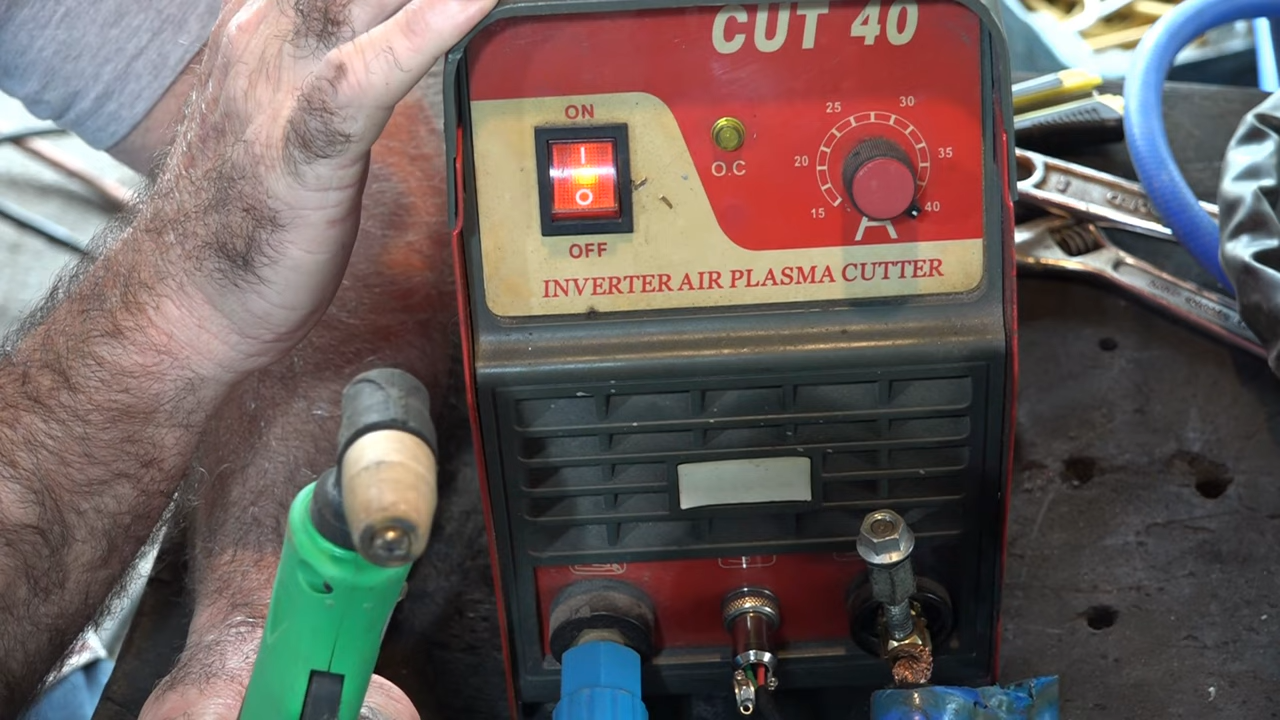 CUT 40
ON
I
O
OFF
O.C
15
20
25
30
35
40
A
INVERTER AIR PLASMA CUTTER